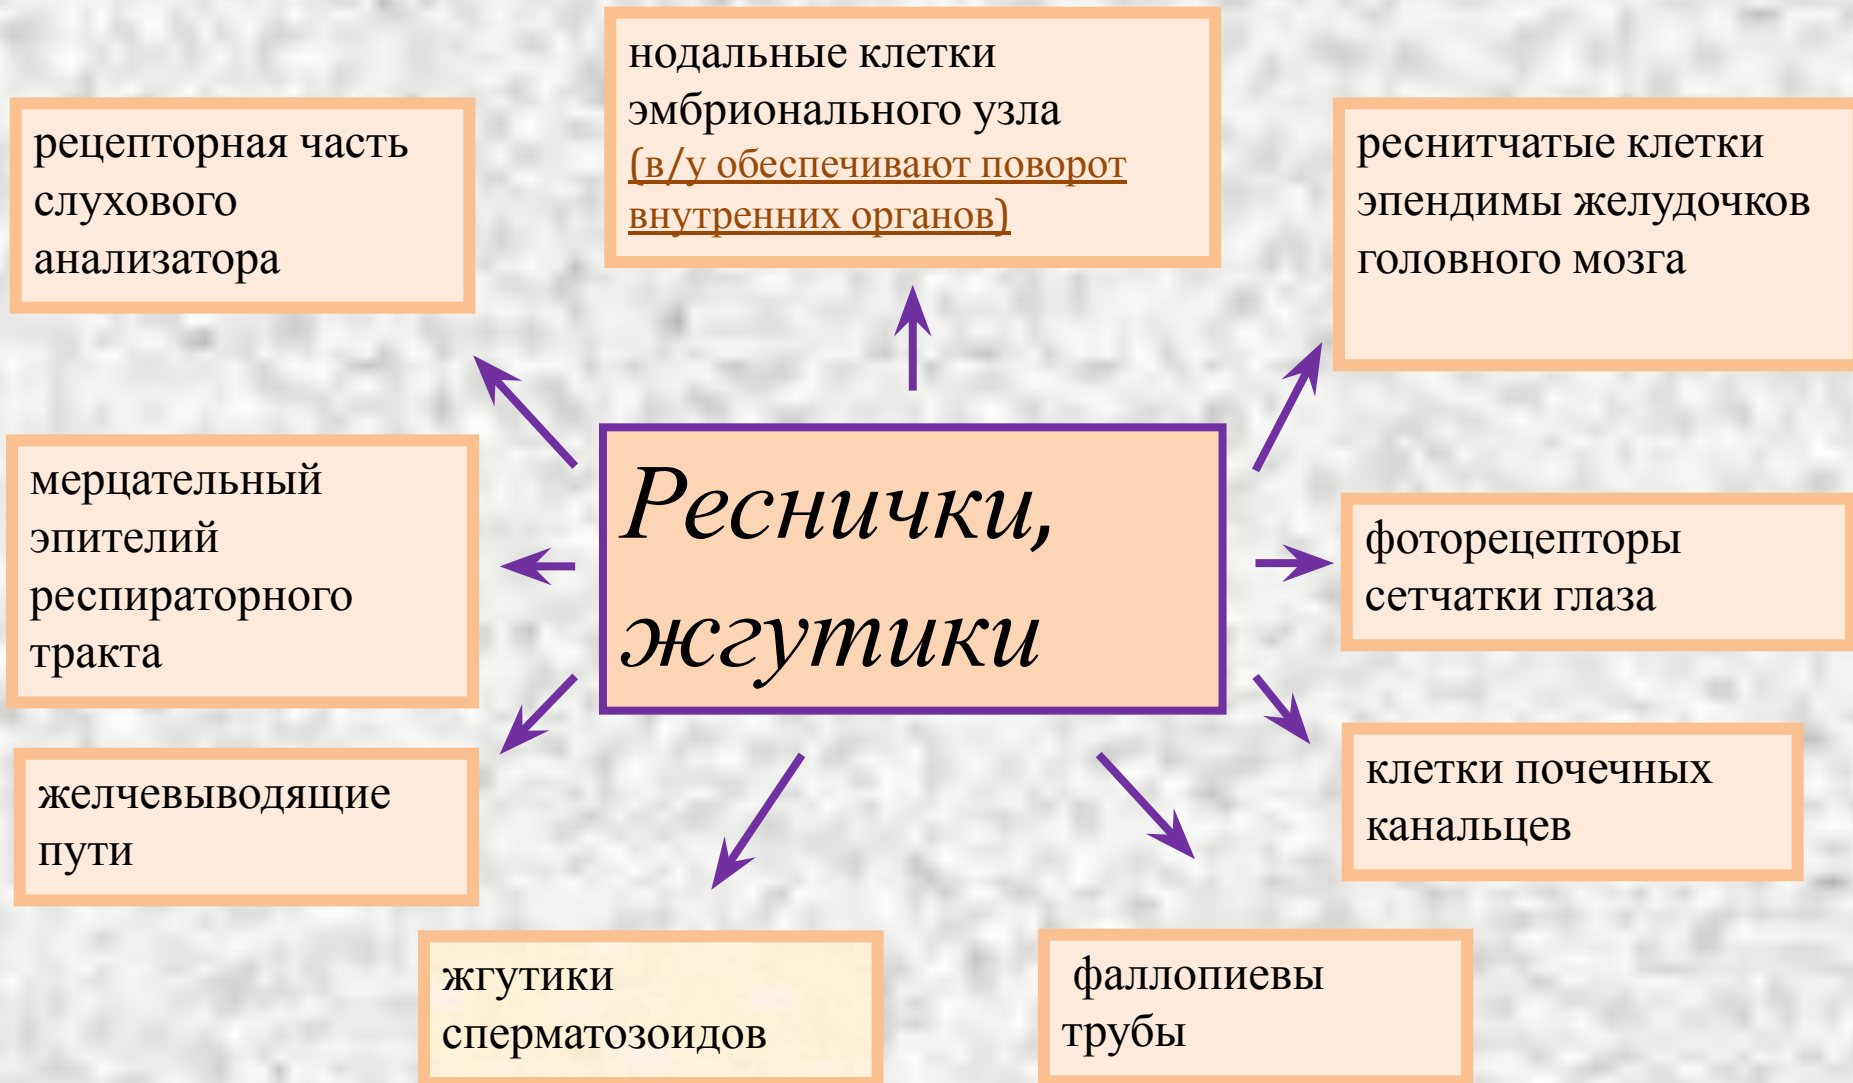 нодальные клетки
эмбрионального узла
(в/у обеспечивают поворот
внутренних органов)
рецепторная часть
слухового
анализатора
реснитчатые клетки
эпендимы желудочков
головного мозга
мерцательный
эпителий
респираторного
тракта
Реснички,
жгутики
фоторецепторы
сетчатки глаза
желчевыводящие
пути
клетки почечных
канальцев
жгутики
сперматозоидов
фаллопиевы
трубы